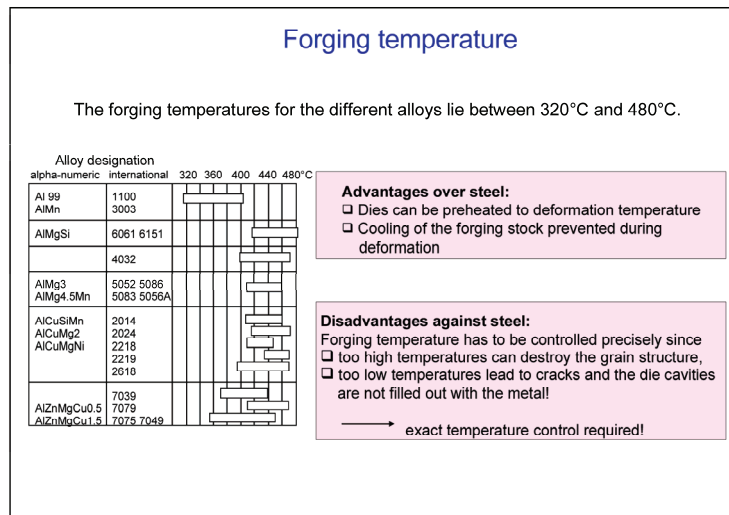 Forging temperature
The forging temperatures for the different alloys lie between 320°C and 480°C.
Alloy designation
alpha-numeric international 320 360 400 440 480°C
Al 99 1100
AlMn 3003
AlMgSi 6061 6151
4032
AlMg3 5052 5086
AlMg4.5Mn 5083 5056A
AlCuSiMn 2014
AlCuMg2 2024
AlCuMgNi 2218
2219
2618
7039
AlZnMgCu0.5 7079
AlZnMgCu1.5 7075 7049
Advantages over steel:
❑ Dies can be preheated to deformation temperature
❑ Cooling of the forging stock prevented during
deformation
Disadvantages against steel:
Forging temperature has to be controlled precisely since
❑ too high temperatures can destroy the grain structure,
❑ too low temperatures lead to cracks and the die cavities
are not filled out with the metal!
exact temperature control required!